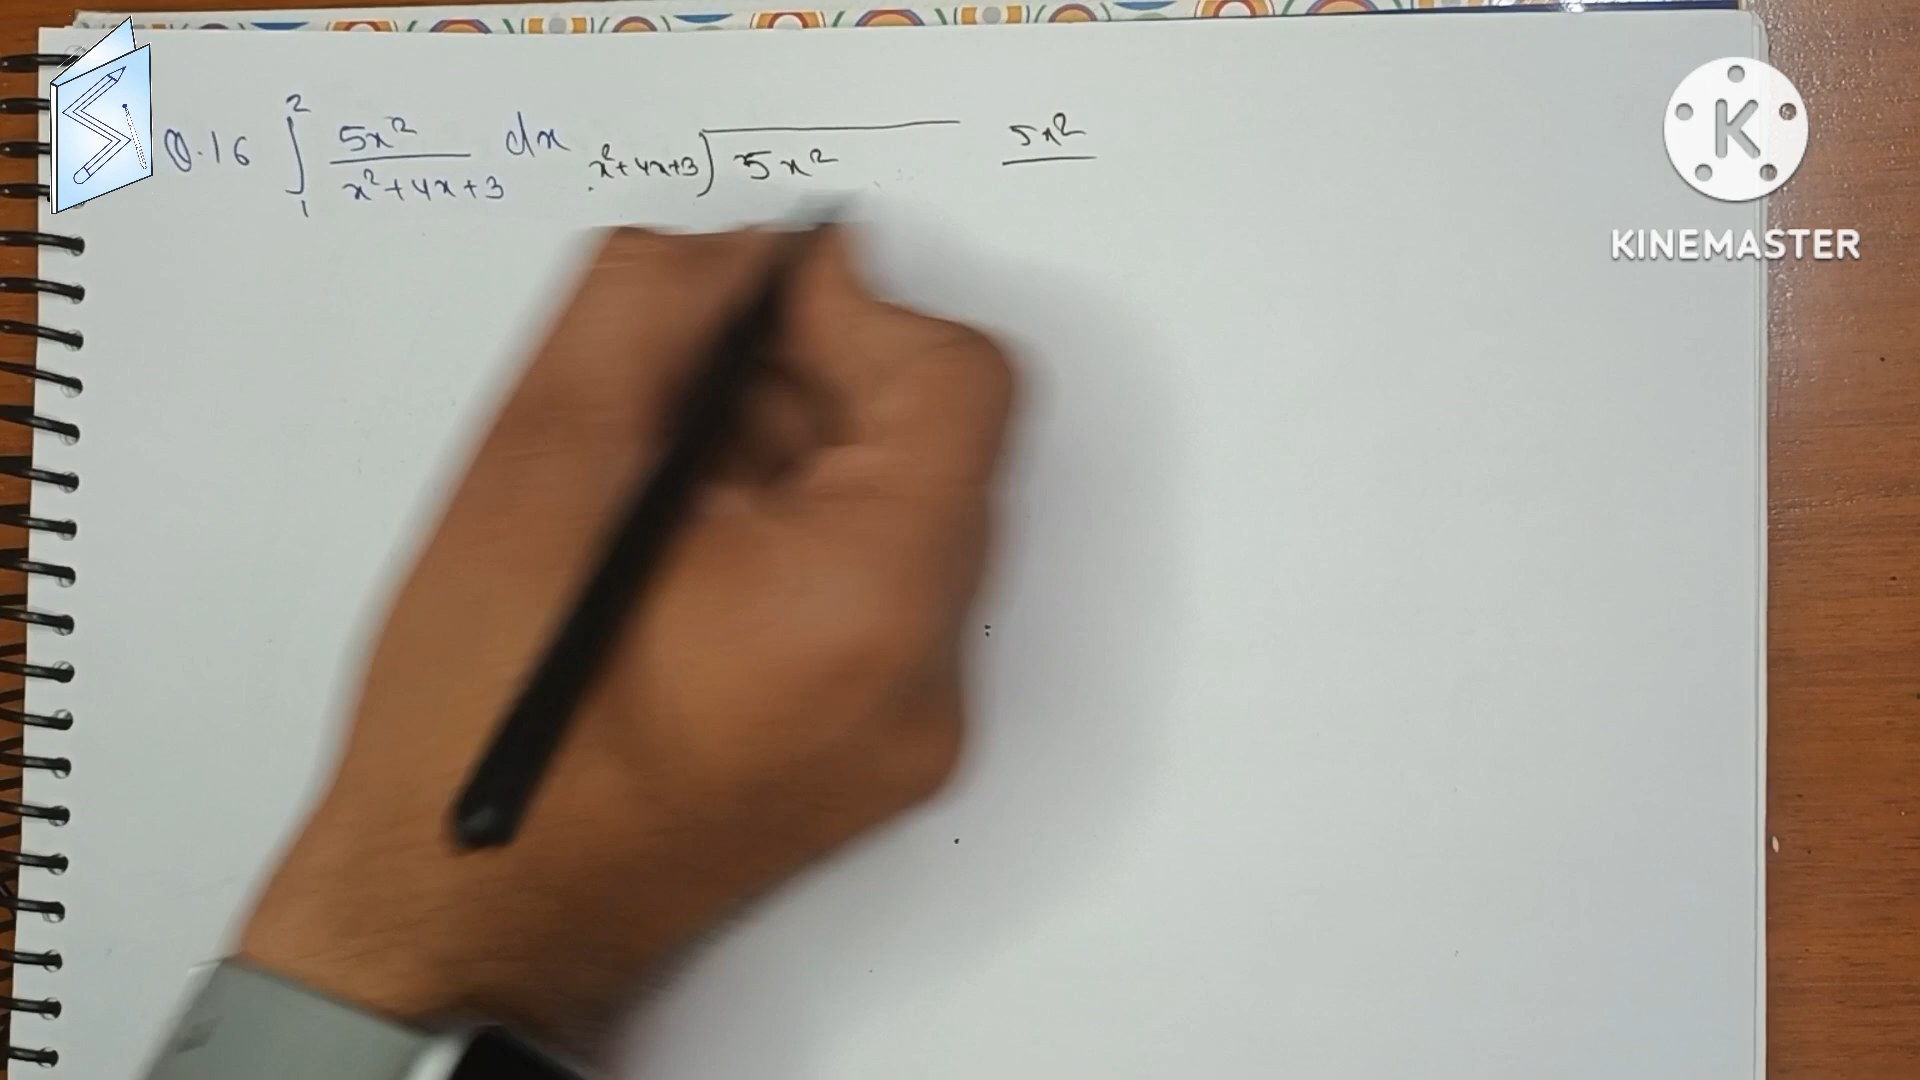 Q.16 ∫₁² 5x²/(x²+4x+3) dx
x²+4x+3)5x²
5x²
KINEMASTER